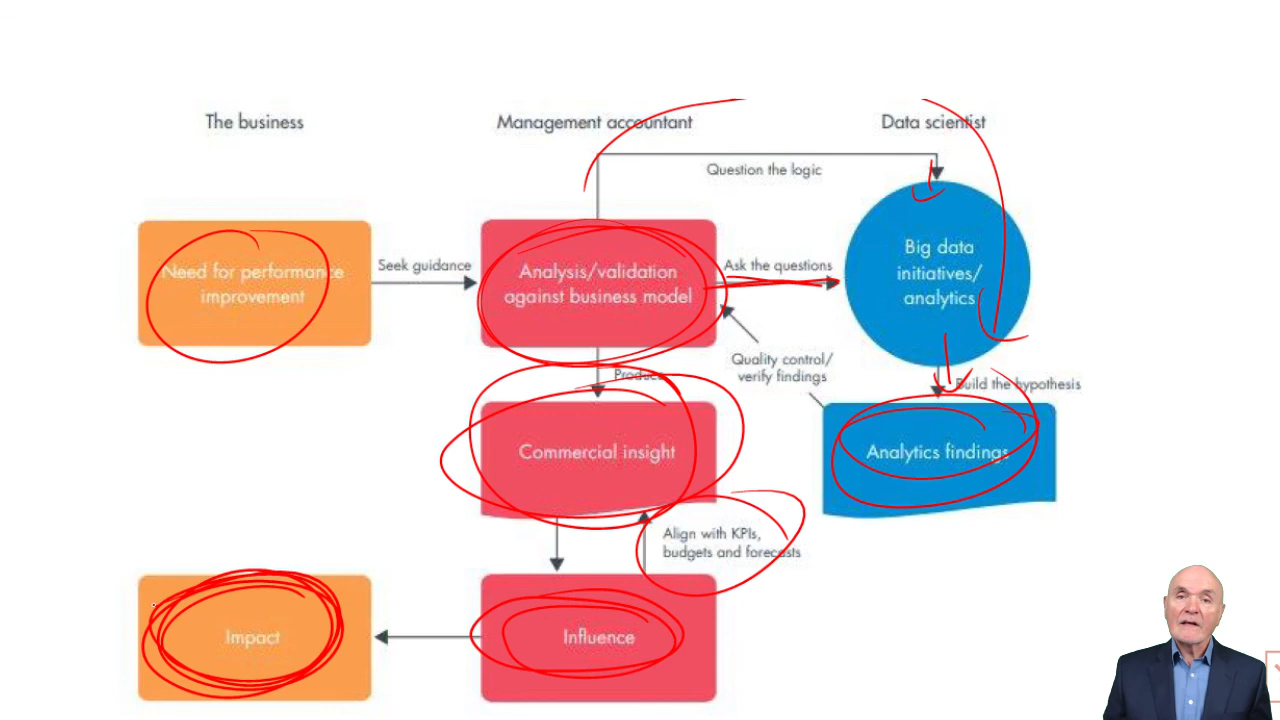 The business
Management accountant
Data scientist
Question the logic
Need for performance
improvement
Seek guidance
Analysis/validation
against business model
Ask the questions
Big data
initiatives/
analytics
Quality control/
verify findings
Produce
Build the hypothesis
Commercial insight
Analytics findings
Align with KPIs,
budgets and forecasts
Impact
Influence